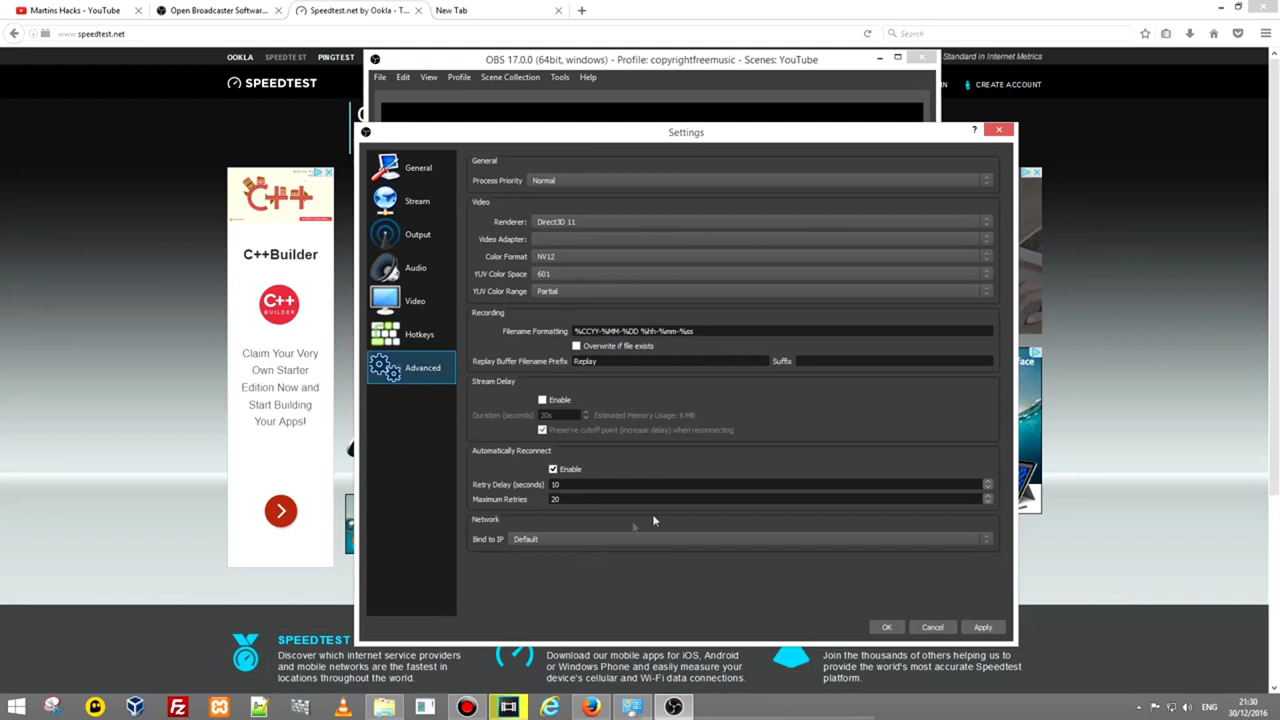 Martins Hacks - YouTube
Open Broadcaster Softwar...
Speedtest.net by Ookla - T...
New Tab
www.speedtest.net
Search
OOKLA SPEEDTEST PINGTEST
Standard in Internet Metrics
SPEEDTEST
CREATE ACCOUNT
OBS 17.0.0 (64bit, windows) - Profile: copyrightfreemusic - Scenes: YouTube
File Edit View Profile Scene Collection Tools Help
Settings
?
General
Stream
Output
Audio
Video
Hotkeys
Advanced
General
Process Priority Normal
Video
Renderer: Direct3D 11
Video Adapter:
Color Format NV12
YUV Color Space 601
YUV Color Range Partial
Recording
Filename Formatting %CCYY-%MM-%DD %hh-%mm-%ss
Overwrite if file exists
Replay Buffer Filename Prefix Replay Suffix
Stream Delay
Enable
Duration (seconds) 20s Estimated Memory Usage: 6 MB
Preserve cutoff point (increase delay) when reconnecting
Automatically Reconnect
Enable
Retry Delay (seconds) 10
Maximum Retries 20
Network
Bind to IP Default
OK Cancel Apply
C++
C++Builder
C++
BUILDER
Claim Your Very
Own Starter
Edition Now and
Start Building
Your Apps!
SPEEDTEST
Discover which internet service providers
and mobile networks are the fastest in
locations throughout the world.
Download our mobile apps for iOS, Android
or Windows Phone and easily measure your
device's cellular and Wi-Fi data connections.
Join the thousands of others helping us to
provide the world's most accurate Speedtest
platform.
ENG
21:30
30/12/2016